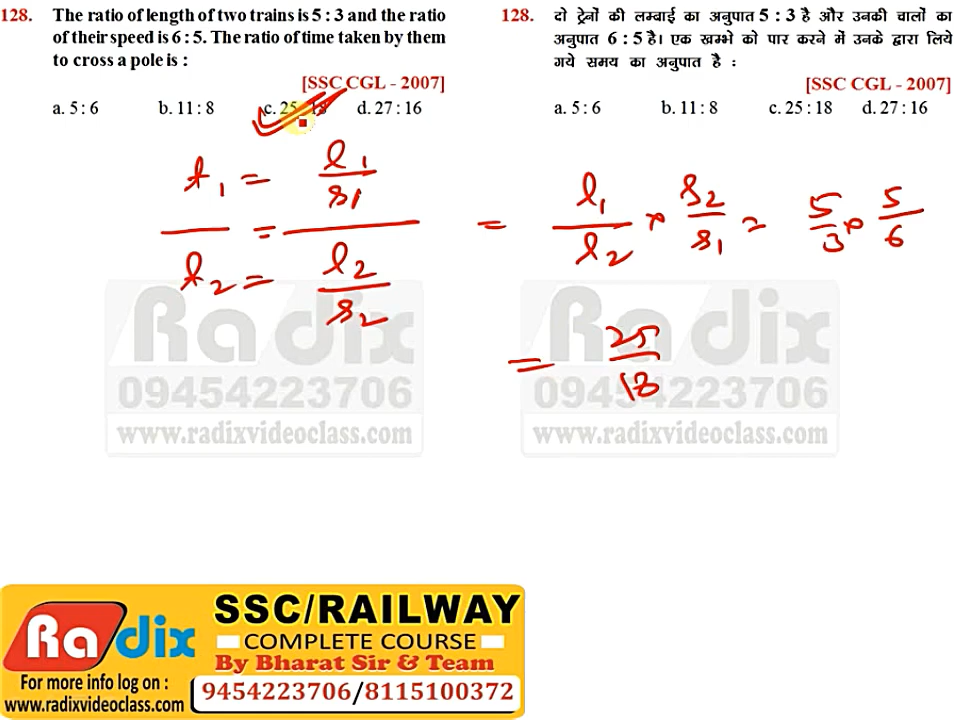 128. The ratio of length of two trains is 5 : 3 and the ratio
of their speed is 6 : 5. The ratio of time taken by them
to cross a pole is :
[SSC CGL - 2007]
a. 5 : 6 b. 11 : 8 c. 25 : 18 d. 27 : 16
128. दो ट्रेनों की लम्बाई का अनुपात 5 : 3 है और उनकी चालों का
अनुपात 6 : 5 है। एक खम्भे को पार करने में उनके द्वारा लिये
गये समय का अनुपात है :
[SSC CGL - 2007]
a. 5 : 6 b. 11 : 8 c. 25 : 18 d. 27 : 16
t1 = l1/s1
t2 = l2/s2
= l1/l2 × s2/s1 = 5/3 × 5/6
= 25/18
Radix
09454223706
www.radixvideoclass.com
Radix
09454223706
www.radixvideoclass.com
Radix
For more info log on :
www.radixvideoclass.com
SSC/RAILWAY
COMPLETE COURSE
By Bharat Sir & Team
9454223706/8115100372